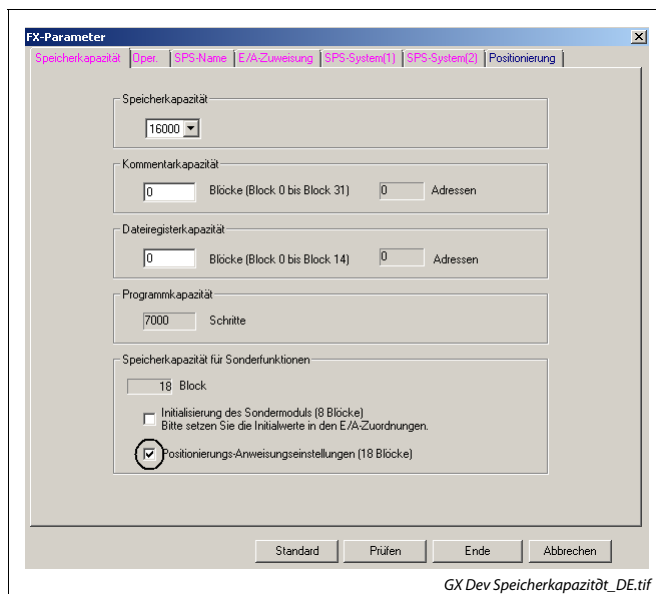 FX-Parameter
Speicherkapazität Oper. SPS-Name E/A-Zuweisung SPS-System(1) SPS-System(2) Positionierung
Speicherkapazität
16000
Kommentarkapazität
0 Blöcke (Block 0 bis Block 31) 0 Adressen
Dateiregisterkapazität
0 Blöcke (Block 0 bis Block 14) 0 Adressen
Programmkapazität
7000 Schritte
Speicherkapazität für Sonderfunktionen
18 Block
Initialisierung des Sondermoduls (8 Blöcke)
Bitte setzen Sie die Initialwerte in den E/A-Zuordnungen.
Positionierungs-Anweisungseinstellungen (18 Blöcke)
Standard Prüfen Ende Abbrechen
GX Dev Speicherkapazitðt_DE.tif